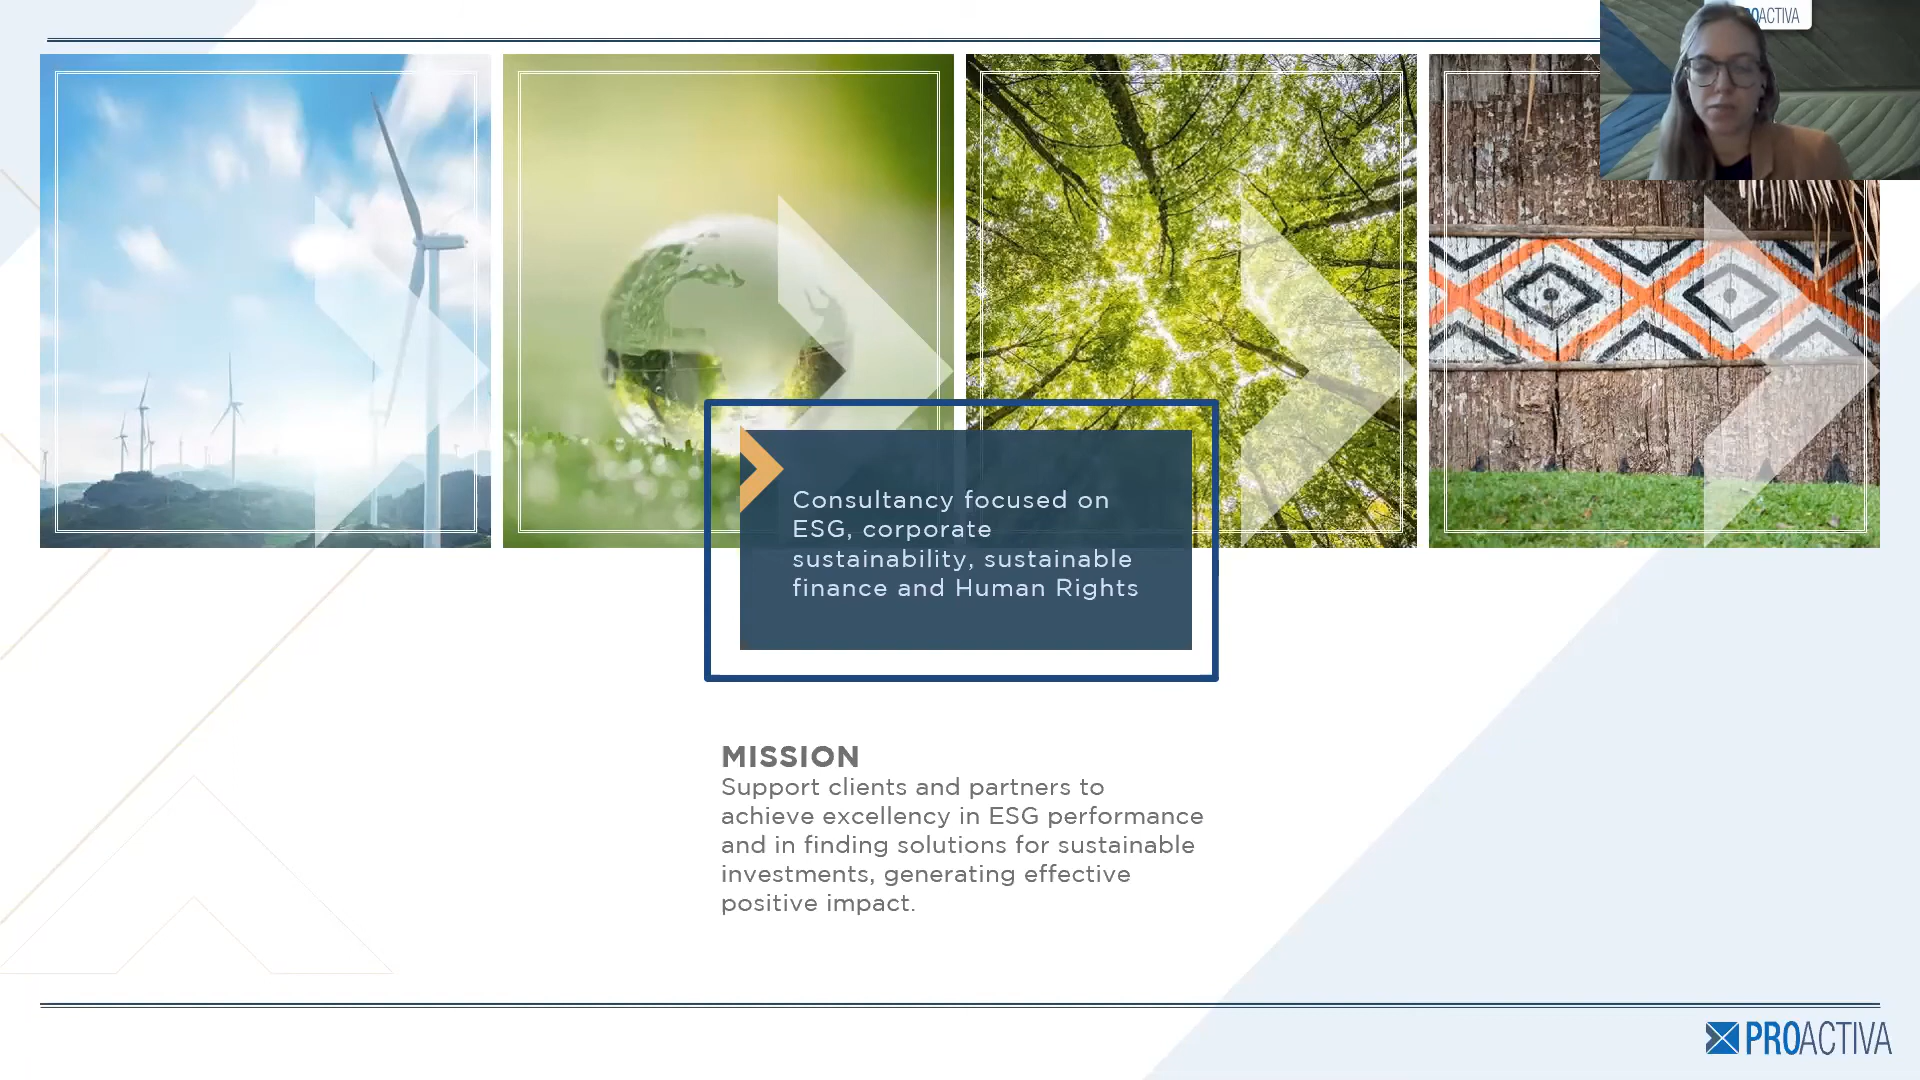 OACTIVA
Consultancy focused on
ESG, corporate
sustainability, sustainable
finance and Human Rights
MISSION
Support clients and partners to
achieve excellency in ESG performance
and in finding solutions for sustainable
investments, generating effective
positive impact.
PROACTIVA